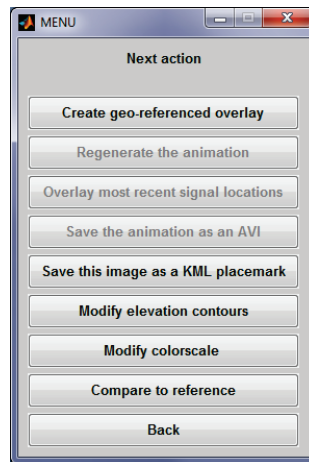 MENU
Next action
Create geo-referenced overlay
Regenerate the animation
Overlay most recent signal locations
Save the animation as an AVI
Save this image as a KML placemark
Modify elevation contours
Modify colorscale
Compare to reference
Back